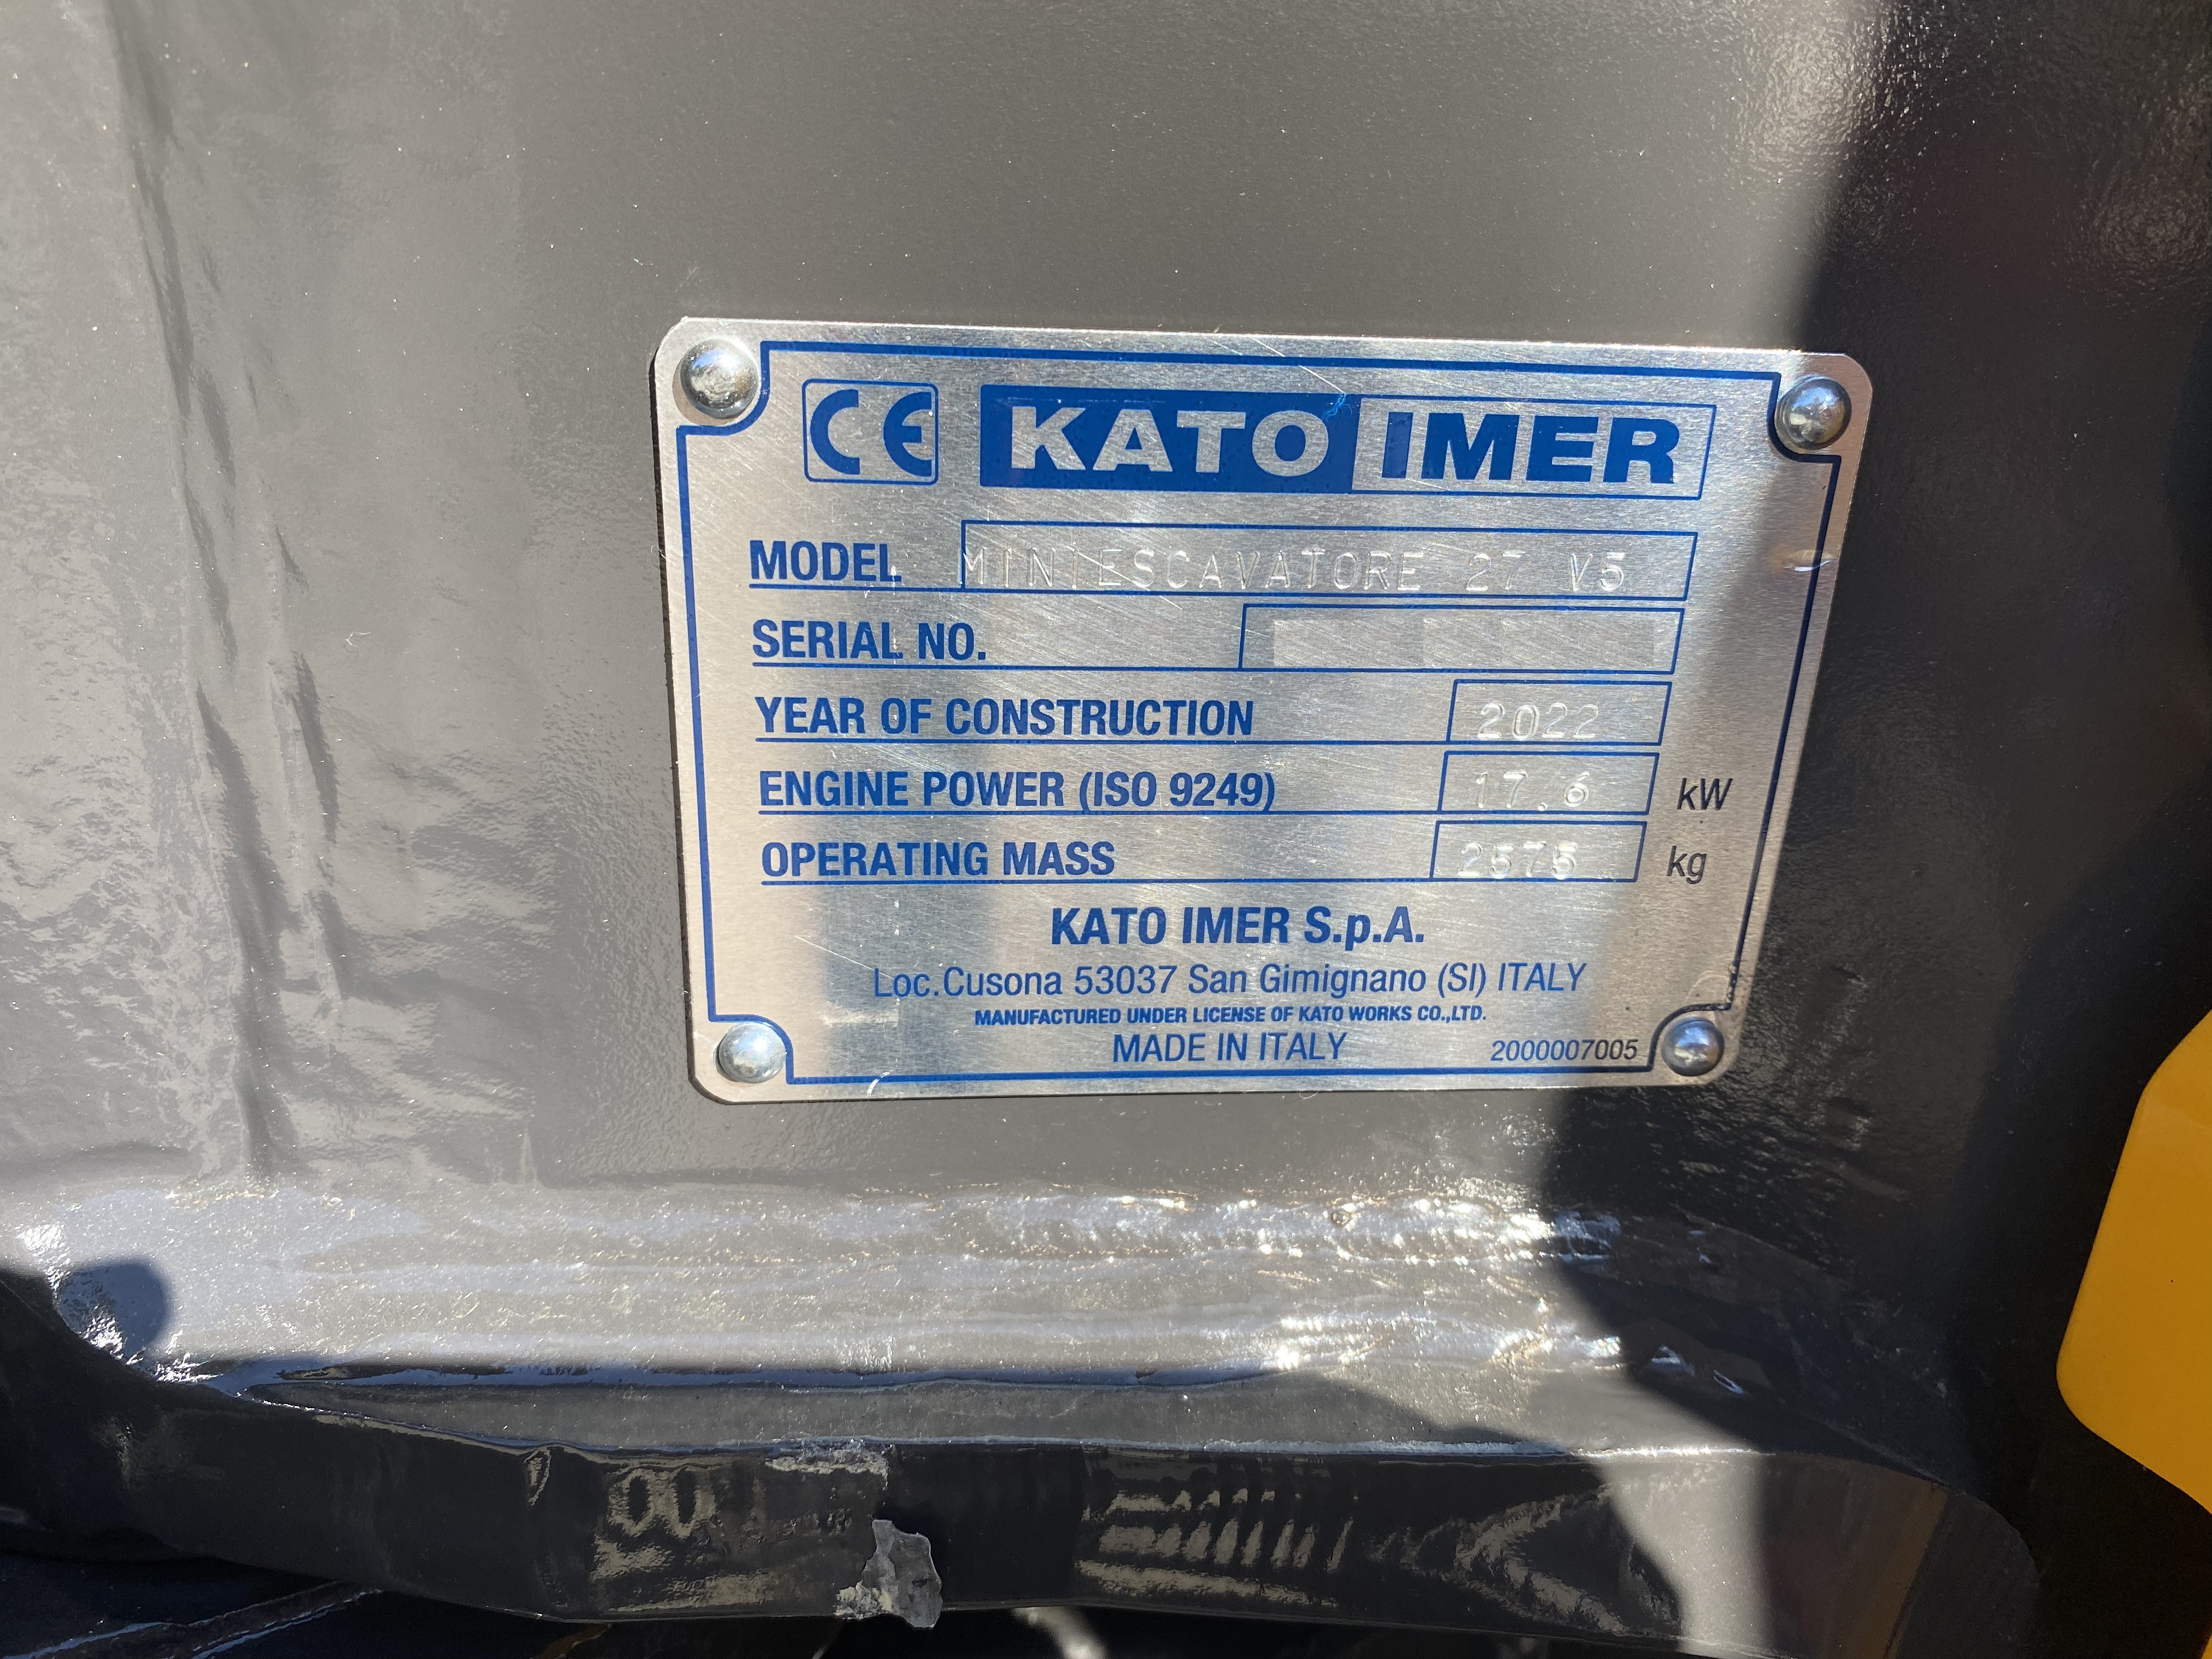 CE KATO IMER
MODEL MINIESCAVATORE 27 V5
SERIAL NO.
YEAR OF CONSTRUCTION 2022
ENGINE POWER (ISO 9249) 17.6 kW
OPERATING MASS 2575 kg
KATO IMER S.p.A.
Loc.Cusona 53037 San Gimignano (SI) ITALY
MANUFACTURED UNDER LICENSE OF KATO WORKS CO.,LTD.
MADE IN ITALY 2000007005